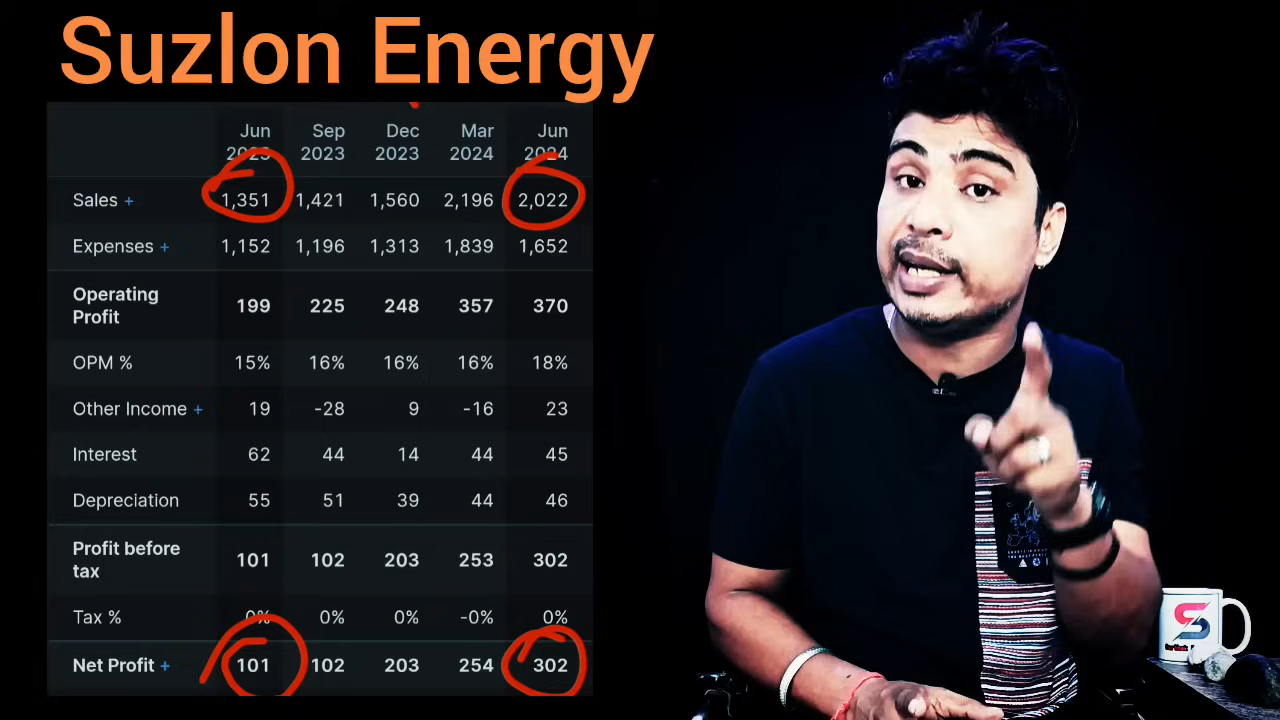 Suzlon Energy
Jun 2023 Sep 2023 Dec 2023 Mar 2024 Jun 2024
Sales + 1,351 1,421 1,560 2,196 2,022
Expenses + 1,152 1,196 1,313 1,839 1,652
Operating Profit 199 225 248 357 370
OPM % 15% 16% 16% 16% 18%
Other Income + 19 -28 9 -16 23
Interest 62 44 14 44 45
Depreciation 55 51 39 44 46
Profit before tax 101 102 203 253 302
Tax % 0% 0% 0% -0% 0%
Net Profit + 101 102 203 254 302